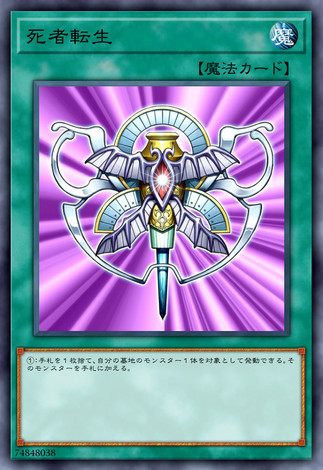 死者転生
魔
【魔法カード】
①:手札を1枚捨て、自分の墓地のモンスター1体を対象として発動できる。そ
のモンスターを手札に加える。
74848038